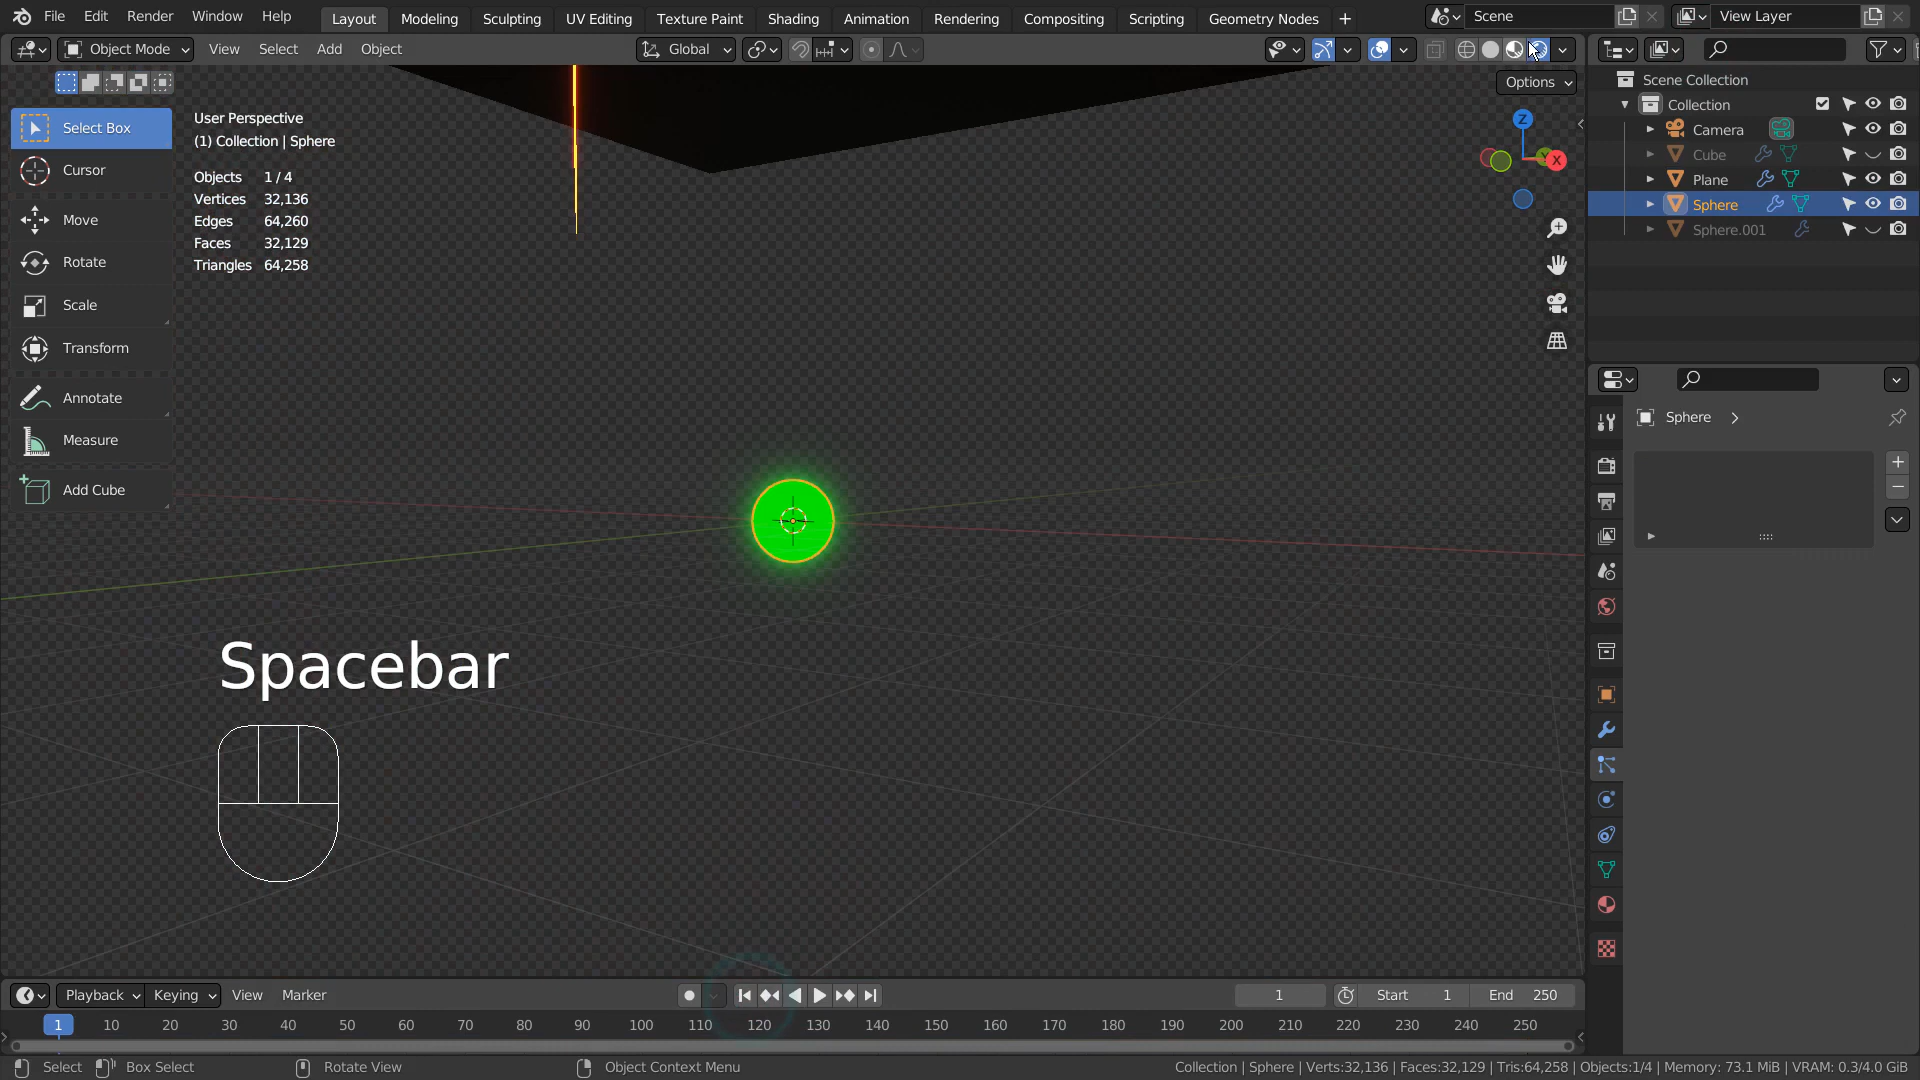 File Edit Render Window Help Layout Modeling Sculpting UV Editing Texture Paint Shading Animation Rendering Compositing Scripting Geometry Nodes + Scene View Layer
Object Mode View Select Add Object Global
Options
Select Box
Cursor
Move
Rotate
Scale
Transform
Annotate
Measure
Add Cube
User Perspective
(1) Collection | Sphere
Objects 1 / 4
Vertices 32,136
Edges 64,260
Faces 32,129
Triangles 64,258
Z
Y
X
Spacebar
Scene Collection
Collection
Camera
Cube
Plane
Sphere
Sphere.001
Sphere
Playback Keying View Marker 1 Start 1 End 250
1 10 20 30 40 50 60 70 80 90 100 110 120 130 140 150 160 170 180 190 200 210 220 230 240 250
Select Box Select Rotate View Object Context Menu Collection | Sphere | Verts:32,136 | Faces:32,129 | Tris:64,258 | Objects:1/4 | Memory: 73.1 MiB | VRAM: 0.3/4.0 GiB